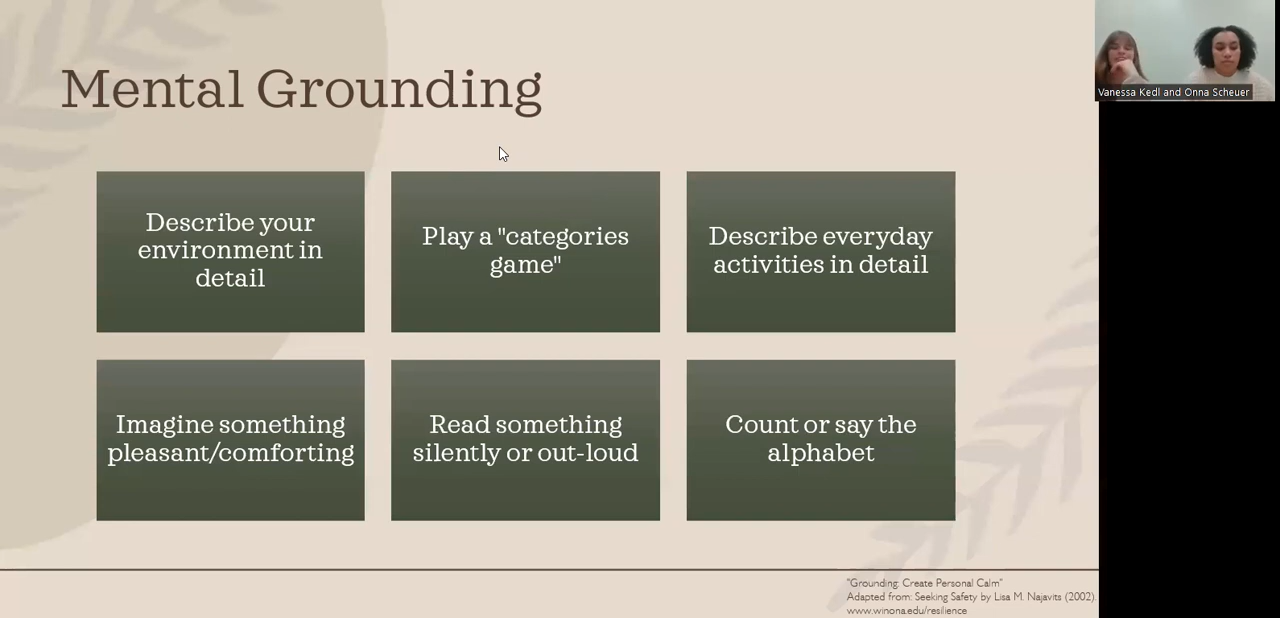 Mental Grounding
Vanessa Kedl and Onna Scheuer
Describe your
environment in
detail
Play a "categories
game"
Describe everyday
activities in detail
Imagine something
pleasant/comforting
Read something
silently or out-loud
Count or say the
alphabet
"Grounding: Create Personal Calm"
Adapted from: Seeking Safety by Lisa M. Najavits (2002).
www.winona.edu/resilience